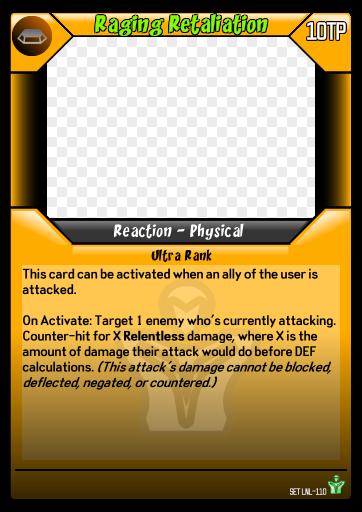 Raging Retaliation
10TP
Reaction - Physical
Ultra Rank
This card can be activated when an ally of the user is
attacked.
On Activate: Target 1 enemy who's currently attacking.
Counter-hit for X Relentless damage, where X is the
amount of damage their attack would do before DEF
calculations. (This attack's damage cannot be blocked,
deflected, negated, or countered.)
SET LNL-110